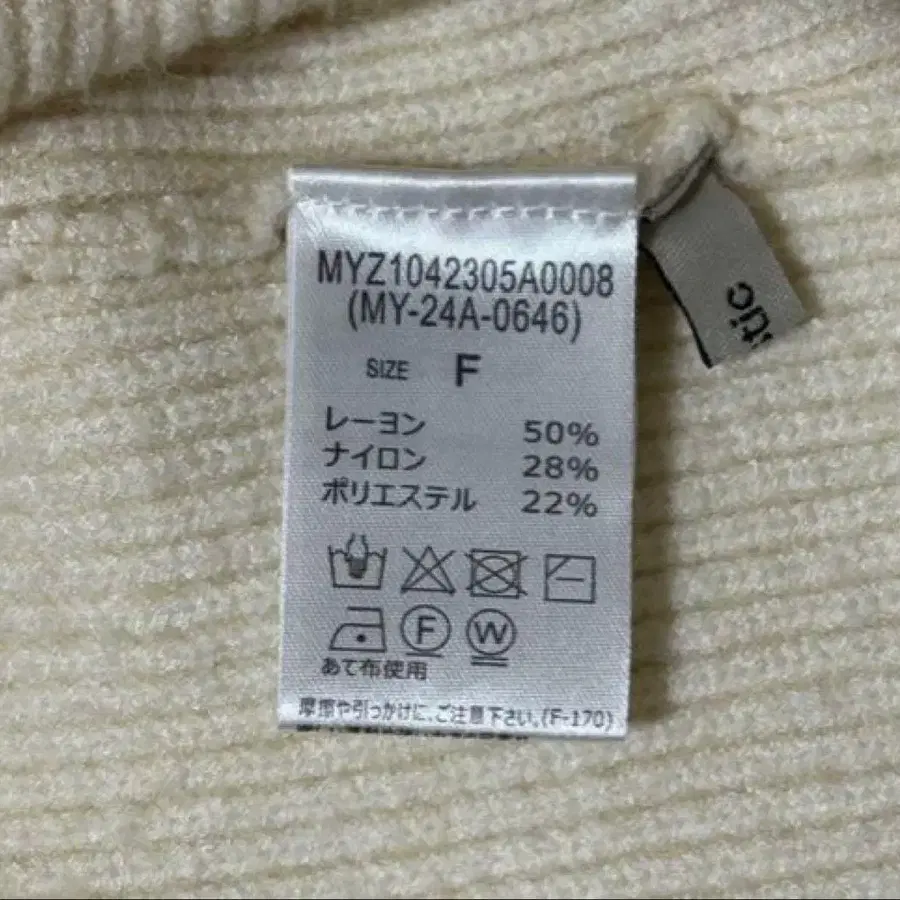 MYZ1042305A0008
(MY-24A-0646)
SIZE F
レーヨン 50%
ナイロン 28%
ポリエステル 22%
F W
あて布使用
摩擦や引っかけに、ご注意下さい。(F-170)
tic